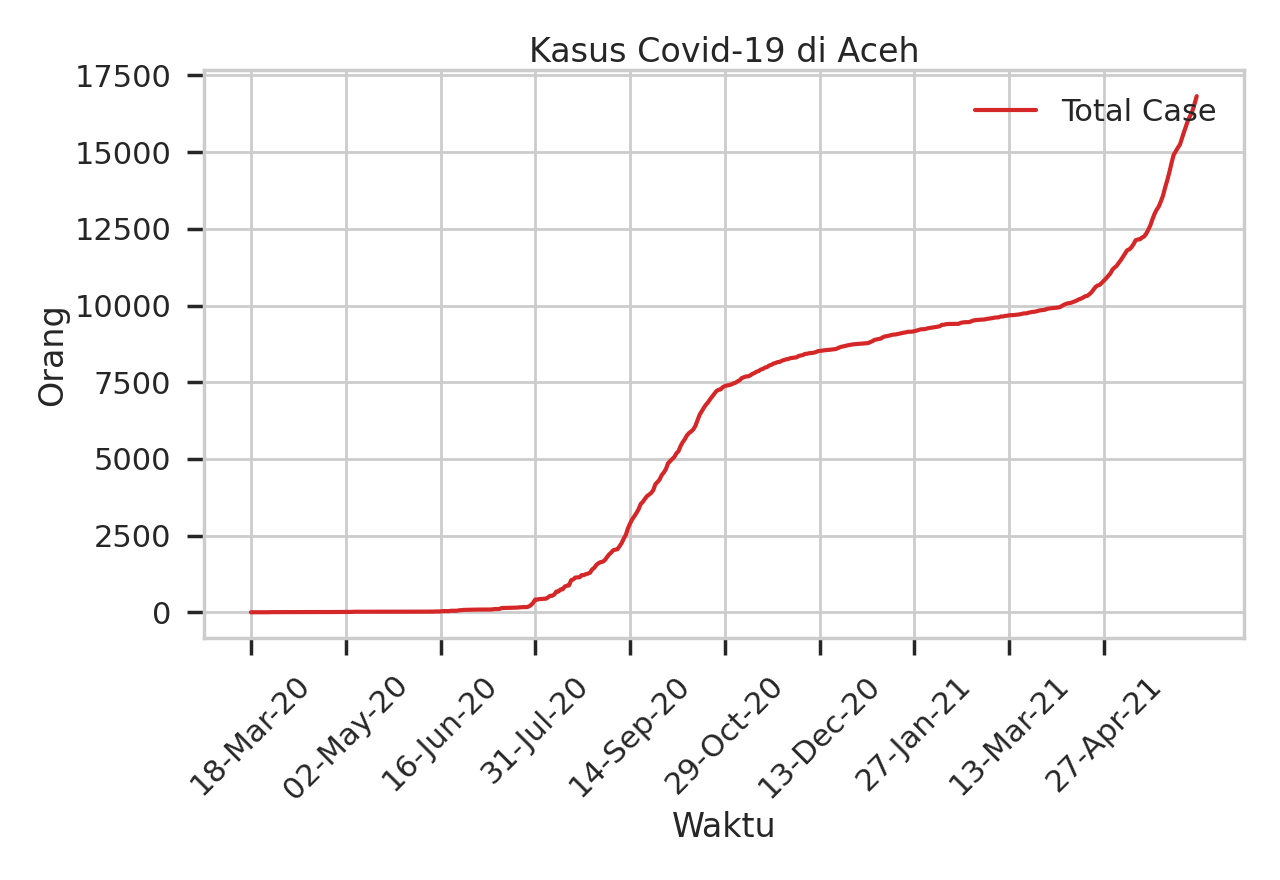 Kasus Covid-19 di Aceh
Total Case
17500
15000
12500
10000
7500
5000
2500
0
Orang
18-Mar-20
02-May-20
16-Jun-20
31-Jul-20
14-Sep-20
29-Oct-20
13-Dec-20
27-Jan-21
13-Mar-21
27-Apr-21
Waktu